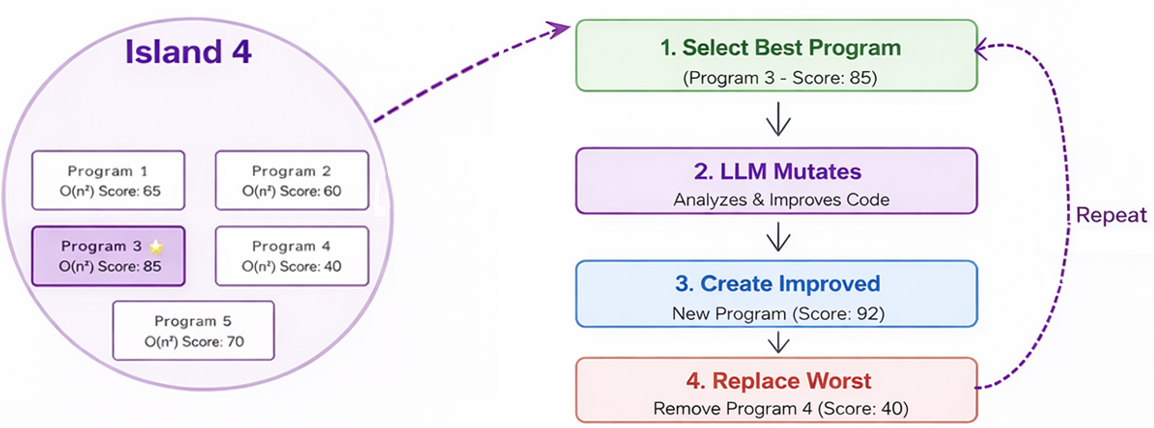 Island 4
Program 1
O(n²) Score: 65
Program 2
O(n²) Score: 60
Program 3 ⭐
O(n²) Score: 85
Program 4
O(n²) Score: 40
Program 5
O(n²) Score: 70
1. Select Best Program
(Program 3 - Score: 85)
2. LLM Mutates
Analyzes & Improves Code
3. Create Improved
New Program (Score: 92)
4. Replace Worst
Remove Program 4 (Score: 40)
Repeat